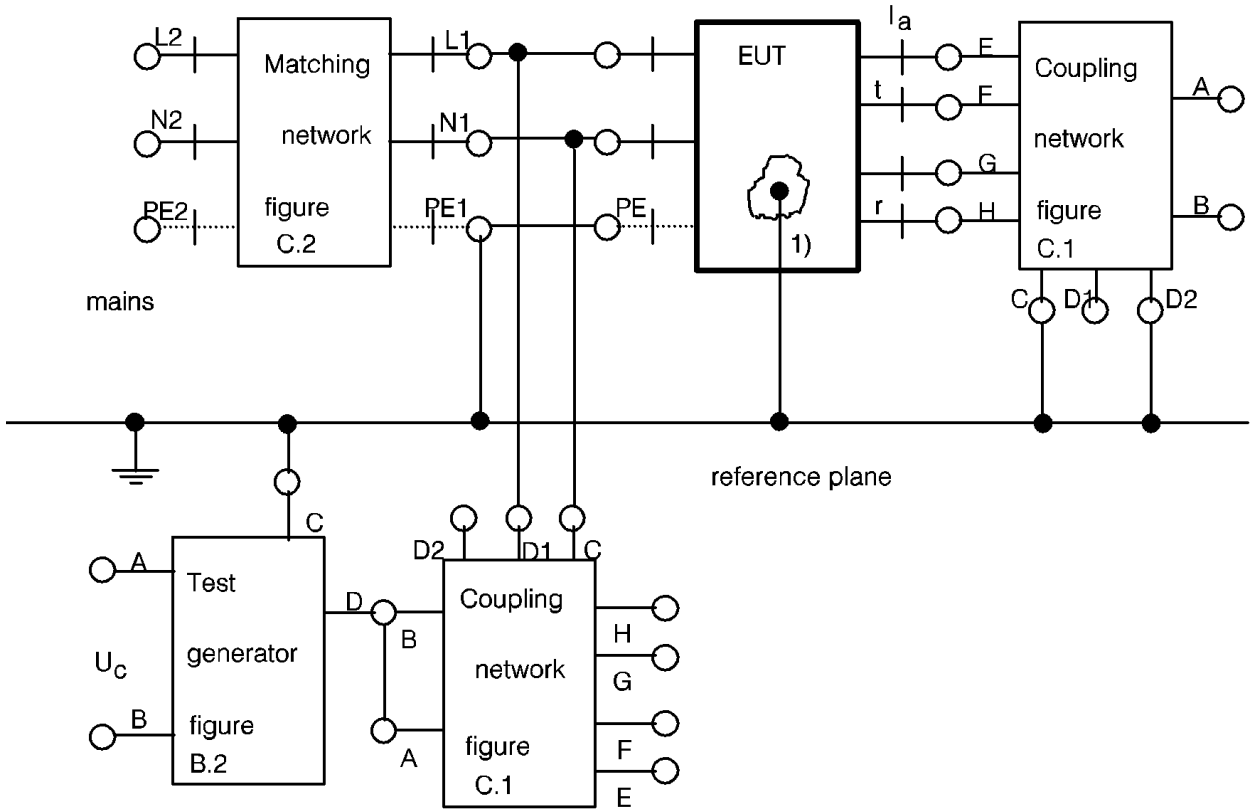 L2
N2
PE2
mains
Matching
network
figure
C.2
L1
N1
PE1
PE
EUT
1)
Ia
t
r
E
F
G
H
Coupling
network
figure
C.1
A
B
C
D1
D2
reference plane
C
A
Uc
B
Test
generator
figure
B.2
D
B
A
D2
D1
C
Coupling
network
figure
C.1
H
G
F
E